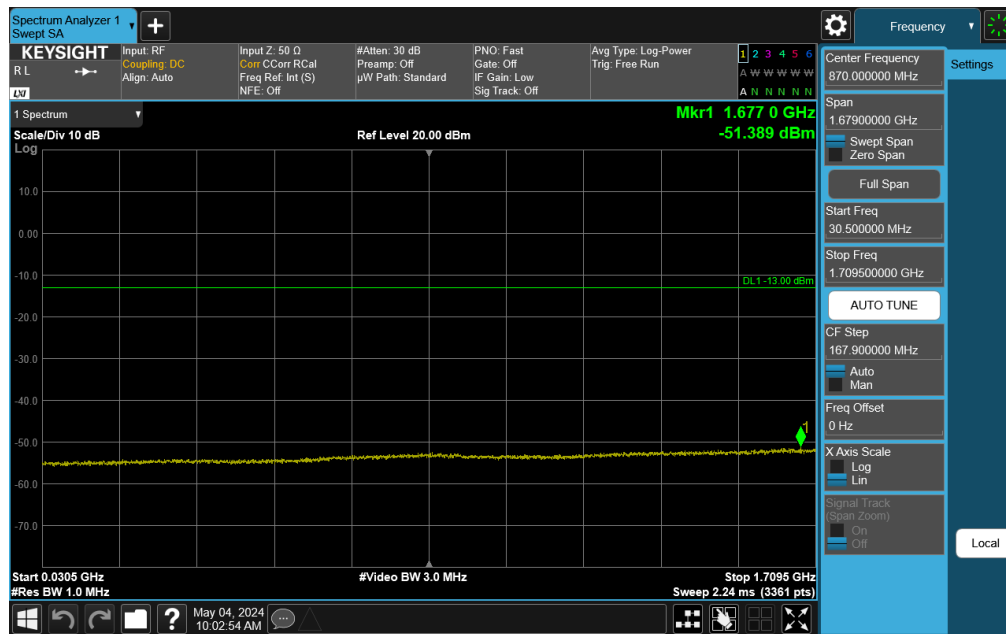 Spectrum Analyzer 1
Swept SA
Frequency
KEYSIGHT
R L
LXI
Input: RF
Coupling: DC
Align: Auto
Input Z: 50 Ω
Corr CCorr RCal
Freq Ref: Int (S)
NFE: Off
#Atten: 30 dB
Preamp: Off
µW Path: Standard
PNO: Fast
Gate: Off
IF Gain: Low
Sig Track: Off
Avg Type: Log-Power
Trig: Free Run
1 2 3 4 5 6
A W W W W W
A N N N N N
1 Spectrum
Mkr1 1.677 0 GHz
Scale/Div 10 dB
Ref Level 20.00 dBm
-51.389 dBm
Log
10.0
0.00
-10.0
DL1 -13.00 dBm
-20.0
-30.0
-40.0
1
-50.0
-60.0
-70.0
Start 0.0305 GHz
#Video BW 3.0 MHz
Stop 1.7095 GHz
#Res BW 1.0 MHz
Sweep 2.24 ms (3361 pts)
Center Frequency
870.000000 MHz
Settings
Span
1.67900000 GHz
Swept Span
Zero Span
Full Span
Start Freq
30.500000 MHz
Stop Freq
1.709500000 GHz
AUTO TUNE
CF Step
167.900000 MHz
Auto
Man
Freq Offset
0 Hz
X Axis Scale
Log
Lin
Signal Track
(Span Zoom)
On
Off
Local
?
May 04, 2024
10:02:54 AM